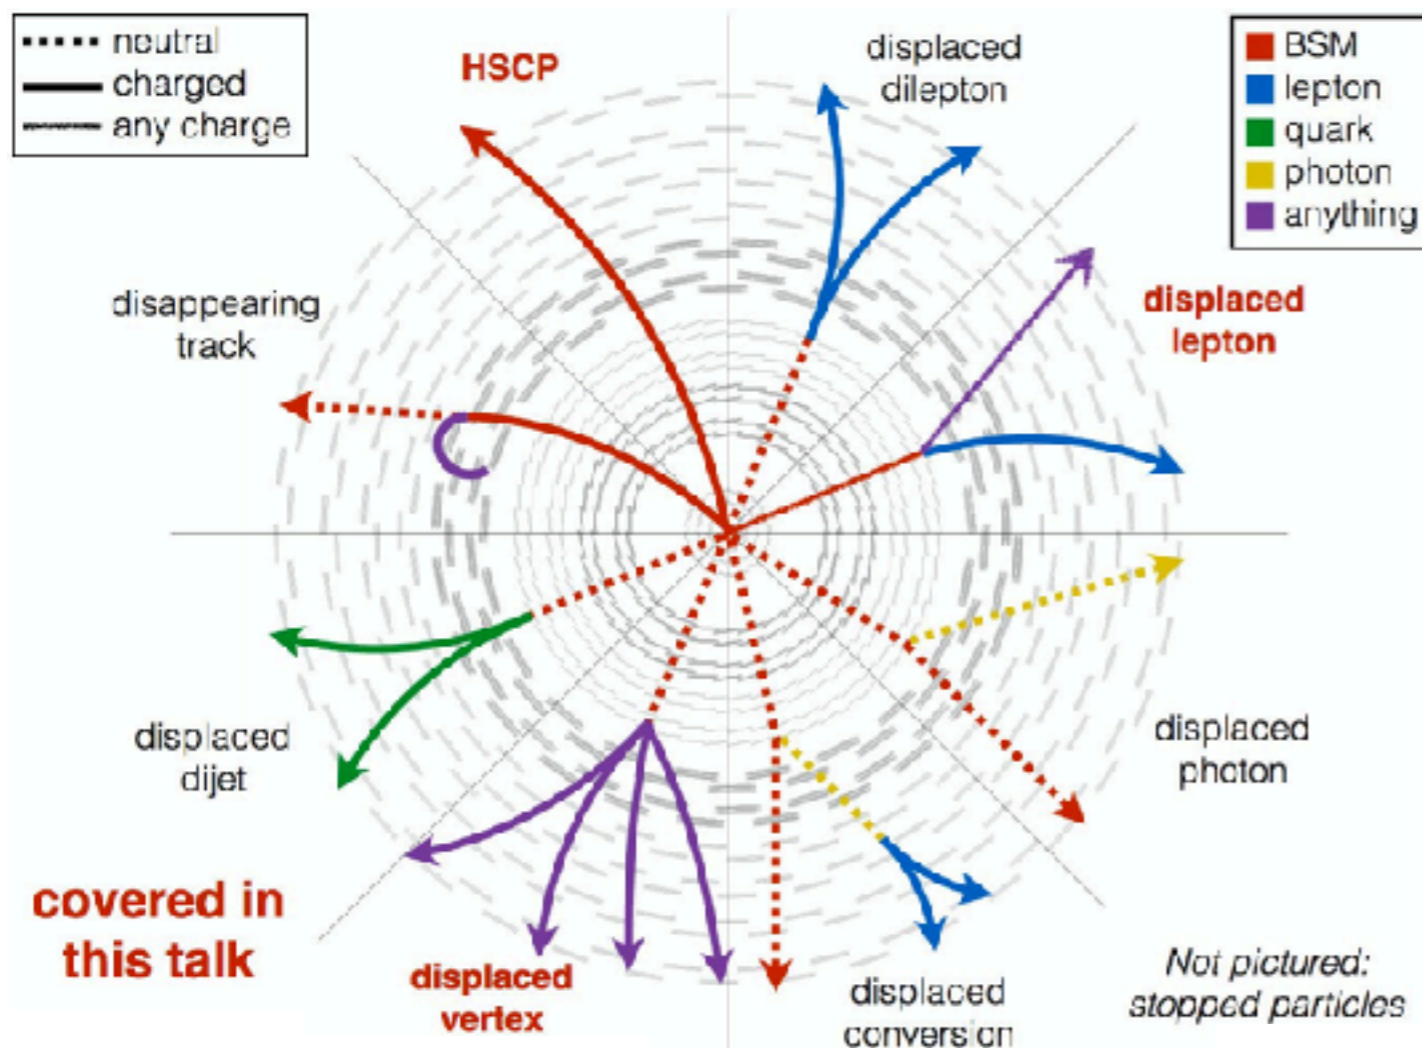 neutral
charged
any charge
HSCP
displaced
dilepton
BSM
lepton
quark
photon
anything
disappearing
track
displaced
lepton
displaced
dijet
displaced
photon
covered in
this talk
displaced
vertex
displaced
conversion
Not pictured:
stopped particles